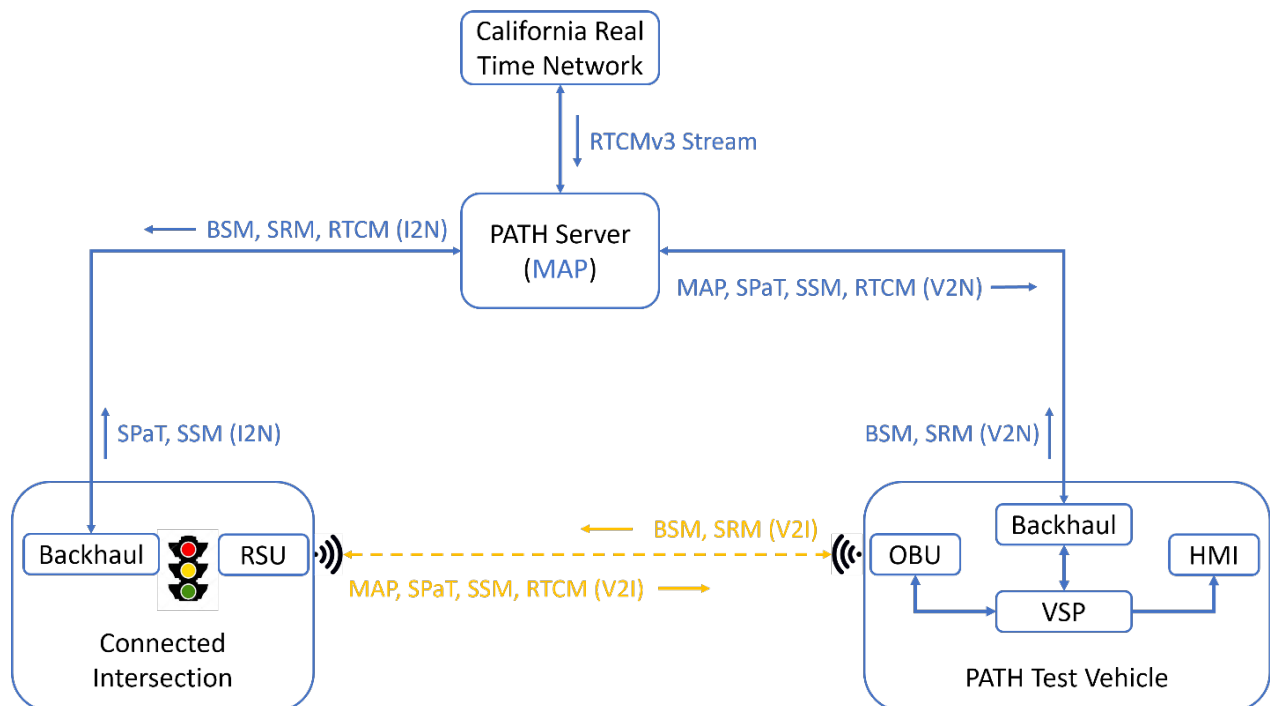 California Real
Time Network
RTCMv3 Stream
BSM, SRM, RTCM (I2N)
PATH Server
(MAP)
MAP, SPaT, SSM, RTCM (V2N)
SPaT, SSM (I2N)
BSM, SRM (V2N)
Backhaul
RSU
BSM, SRM (V2I)
MAP, SPaT, SSM, RTCM (V2I)
OBU
Backhaul
HMI
VSP
Connected
Intersection
PATH Test Vehicle